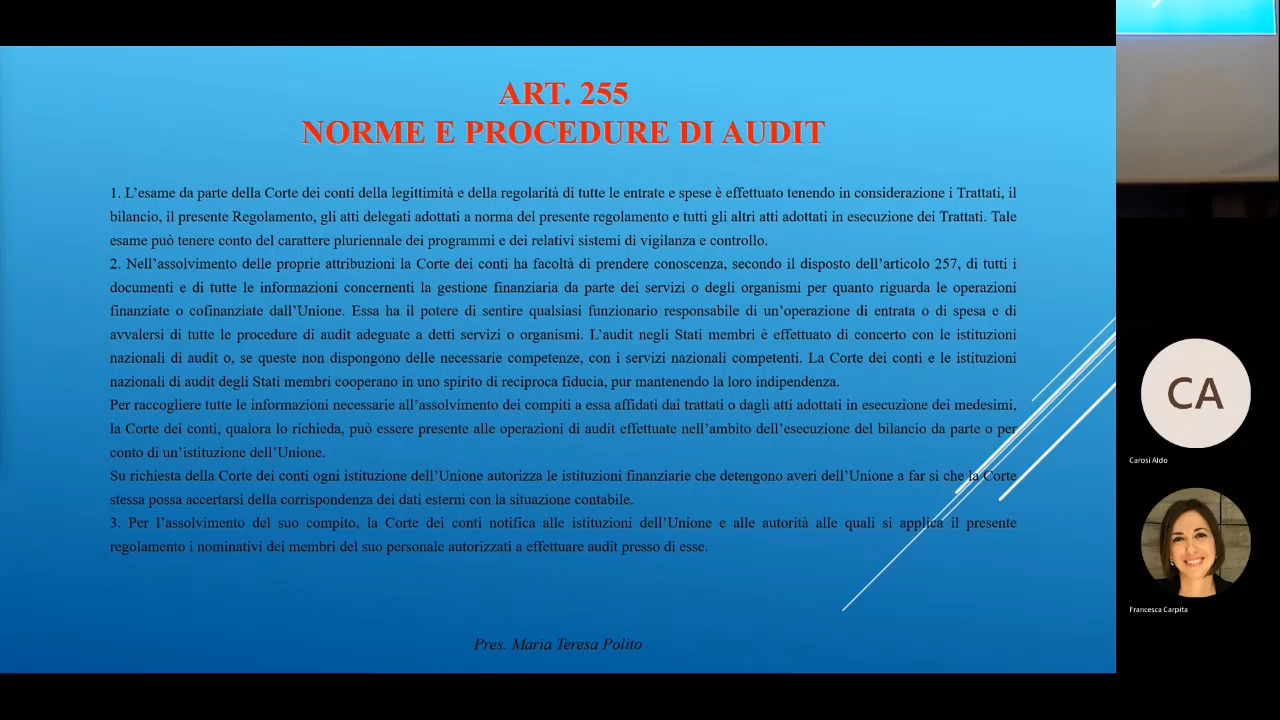 ART. 255
NORME E PROCEDURE DI AUDIT
1. L'esame da parte della Corte dei conti della legittimità e della regolarità di tutte le entrate e spese è effettuato tenendo in considerazione i Trattati, il
bilancio, il presente Regolamento, gli atti delegati adottati a norma del presente regolamento e tutti gli altri atti adottati in esecuzione dei Trattati. Tale
esame può tenere conto del carattere pluriennale dei programmi e dei relativi sistemi di vigilanza e controllo.
2. Nell'assolvimento delle proprie attribuzioni la Corte dei conti ha facoltà di prendere conoscenza, secondo il disposto dell'articolo 257, di tutti i
documenti e di tutte le informazioni concernenti la gestione finanziaria da parte dei servizi o degli organismi per quanto riguarda le operazioni
finanziate o cofinanziate dall'Unione. Essa ha il potere di sentire qualsiasi funzionario responsabile di un'operazione di entrata o di spesa e di
avvalersi di tutte le procedure di audit adeguate a detti servizi o organismi. L'audit negli Stati membri è effettuato di concerto con le istituzioni
nazionali di audit o, se queste non dispongono delle necessarie competenze, con i servizi nazionali competenti. La Corte dei conti e le istituzioni
nazionali di audit degli Stati membri cooperano in uno spirito di reciproca fiducia, pur mantenendo la loro indipendenza.
Per raccogliere tutte le informazioni necessarie all'assolvimento dei compiti a essa affidati dai trattati o dagli atti adottati in esecuzione dei medesimi,
la Corte dei conti, qualora lo richieda, può essere presente alle operazioni di audit effettuate nell'ambito dell'esecuzione del bilancio da parte o per
conto di un'istituzione dell'Unione.
Su richiesta della Corte dei conti ogni istituzione dell'Unione autorizza le istituzioni finanziarie che detengono averi dell'Unione a far si che la Corte
stessa possa accertarsi della corrispondenza dei dati esterni con la situazione contabile.
3. Per l'assolvimento del suo compito, la Corte dei conti notifica alle istituzioni dell'Unione e alle autorità alle quali si applica il presente
regolamento i nominativi dei membri del suo personale autorizzati a effettuare audit presso di esse.
Pres. Maria Teresa Polito
CA
Carosi Aldo
Francesca Carpita